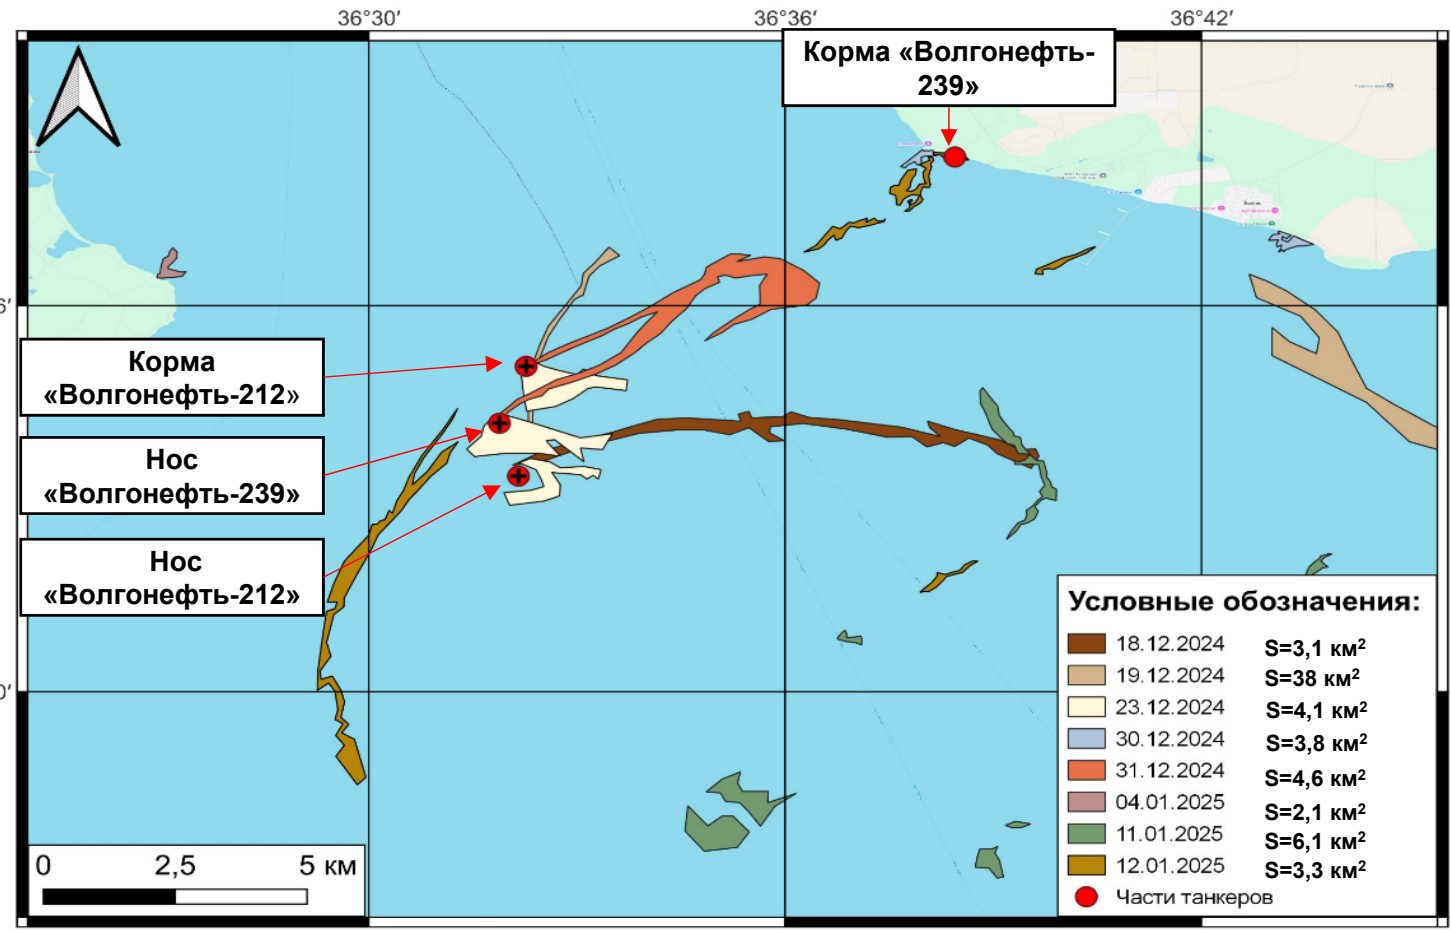 36°30′ 36°36′ 36°42′
Корма «Волгонефть-
239»
6′
Корма
«Волгонефть-212»
Нос
«Волгонефть-239»
Нос
«Волгонефть-212»
0′
Условные обозначения:
18.12.2024 S=3,1 км²
19.12.2024 S=38 км²
23.12.2024 S=4,1 км²
30.12.2024 S=3,8 км²
31.12.2024 S=4,6 км²
04.01.2025 S=2,1 км²
11.01.2025 S=6,1 км²
12.01.2025 S=3,3 км²
Части танкеров
0 2,5 5 км